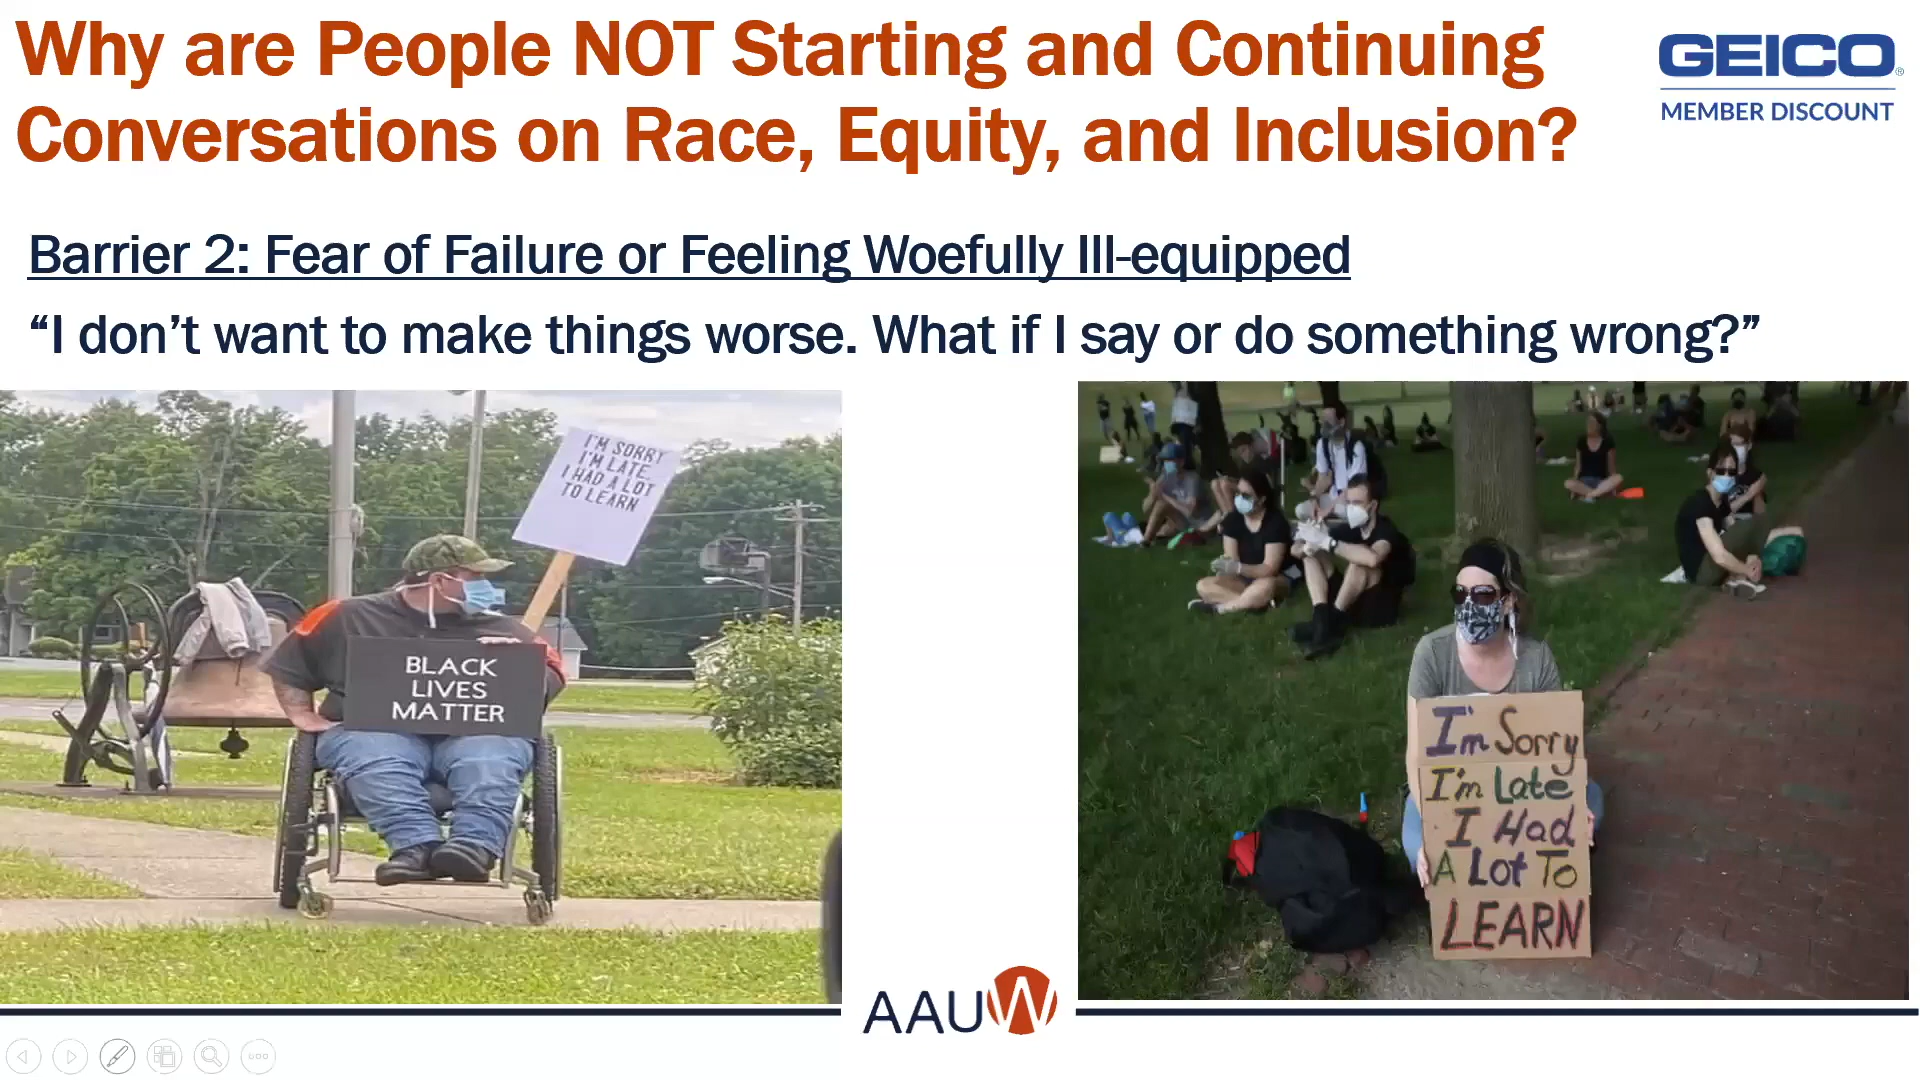 Why are People NOT Starting and Continuing
Conversations on Race, Equity, and Inclusion?
GEICO®
MEMBER DISCOUNT
Barrier 2: Fear of Failure or Feeling Woefully Ill-equipped
“I don’t want to make things worse. What if I say or do something wrong?”
I'M SORRY
I'M LATE.
I HAD A LOT
TO LEARN
BLACK
LIVES
MATTER
I'm Sorry
I'm Late
I Had
A Lot To
LEARN
AAUW